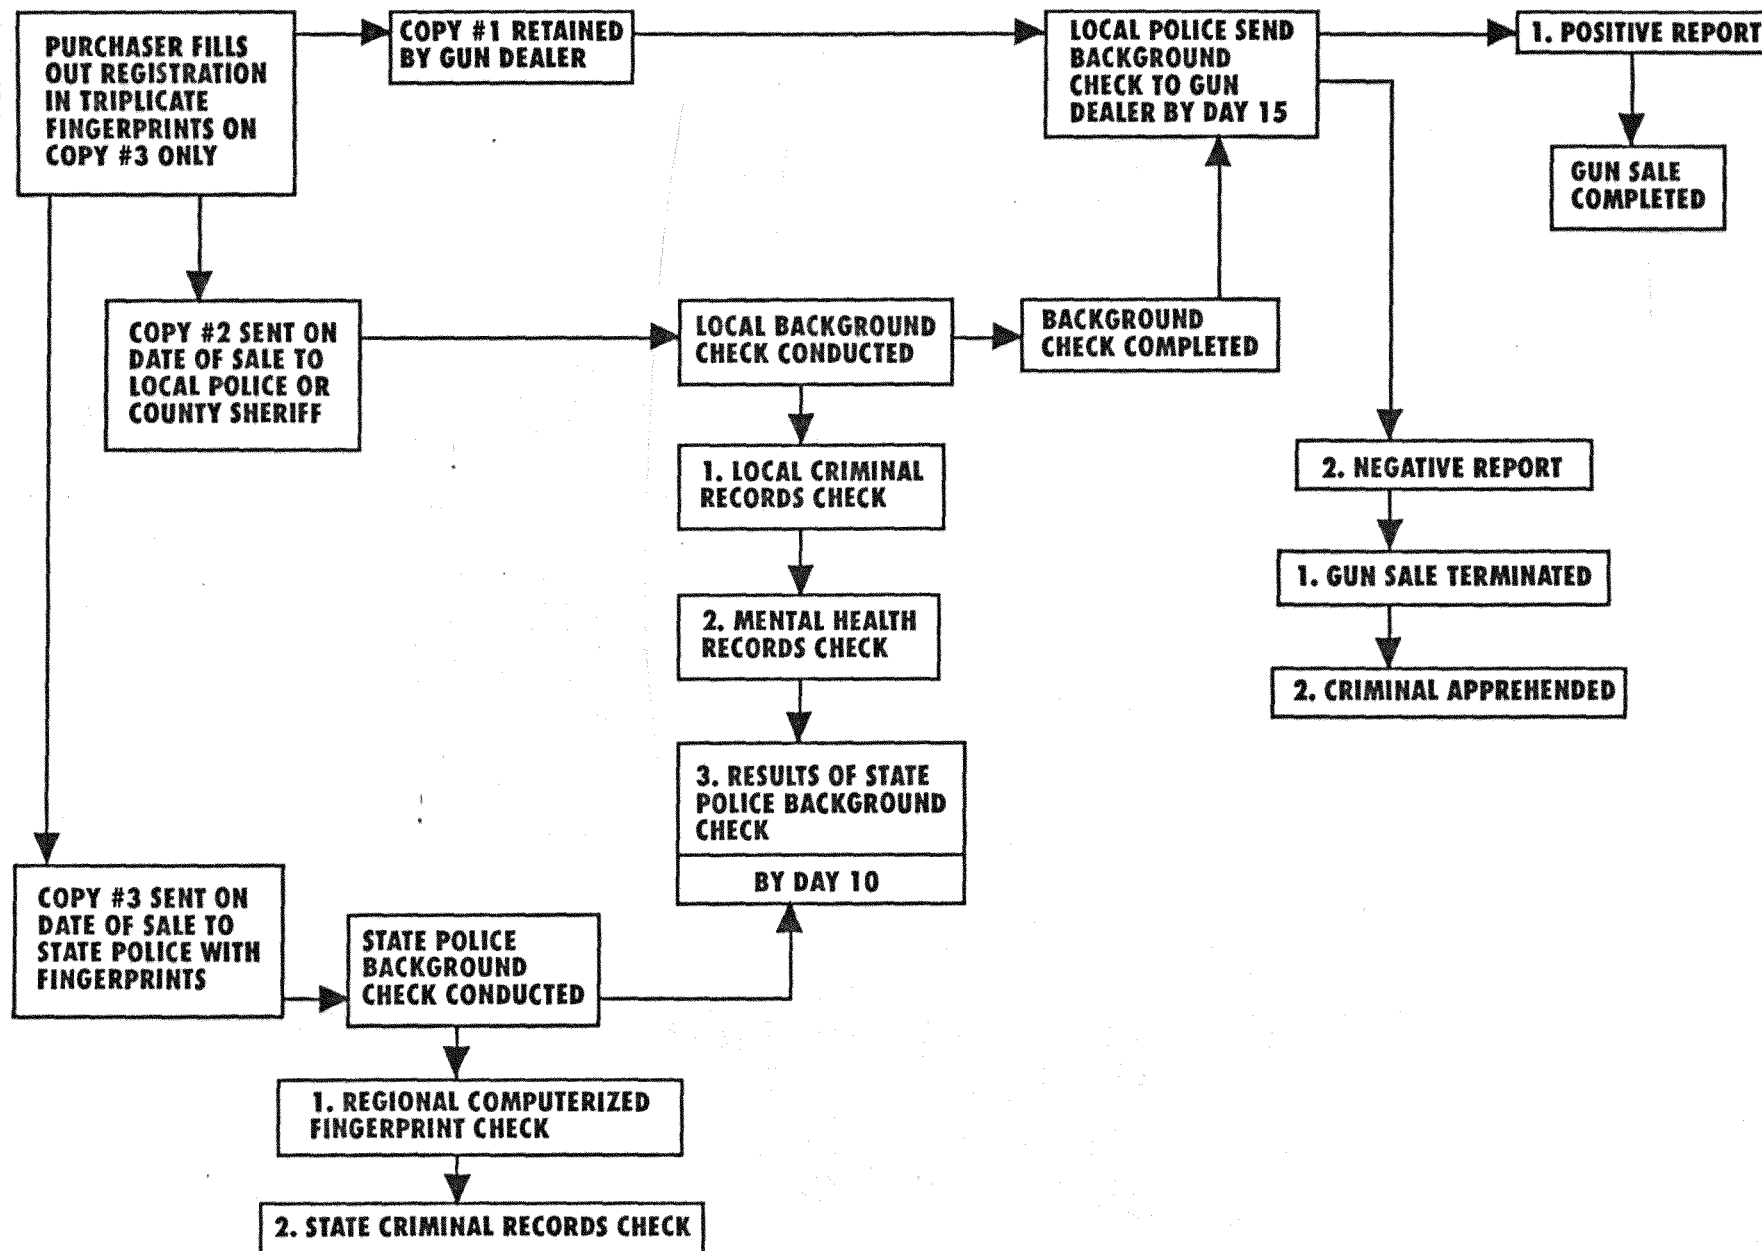 PURCHASER FILLS
OUT REGISTRATION
IN TRIPLICATE
FINGERPRINTS ON
COPY #3 ONLY
COPY #1 RETAINED
BY GUN DEALER
LOCAL POLICE SEND
BACKGROUND
CHECK TO GUN
DEALER BY DAY 15
1. POSITIVE REPORT
GUN SALE
COMPLETED
COPY #2 SENT ON
DATE OF SALE TO
LOCAL POLICE OR
COUNTY SHERIFF
LOCAL BACKGROUND
CHECK CONDUCTED
BACKGROUND
CHECK COMPLETED
1. LOCAL CRIMINAL
RECORDS CHECK
2. MENTAL HEALTH
RECORDS CHECK
3. RESULTS OF STATE
POLICE BACKGROUND
CHECK
BY DAY 10
2. NEGATIVE REPORT
1. GUN SALE TERMINATED
2. CRIMINAL APPREHENDED
COPY #3 SENT ON
DATE OF SALE TO
STATE POLICE WITH
FINGERPRINTS
STATE POLICE
BACKGROUND
CHECK CONDUCTED
1. REGIONAL COMPUTERIZED
FINGERPRINT CHECK
2. STATE CRIMINAL RECORDS CHECK